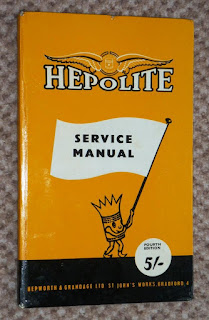 HEPOLITE
SERVICE
MANUAL
FOURTH
EDITION
5/-
HEPWORTH & GRANDAGE LTD ST JOHN'S WORKS, BRADFORD, 4